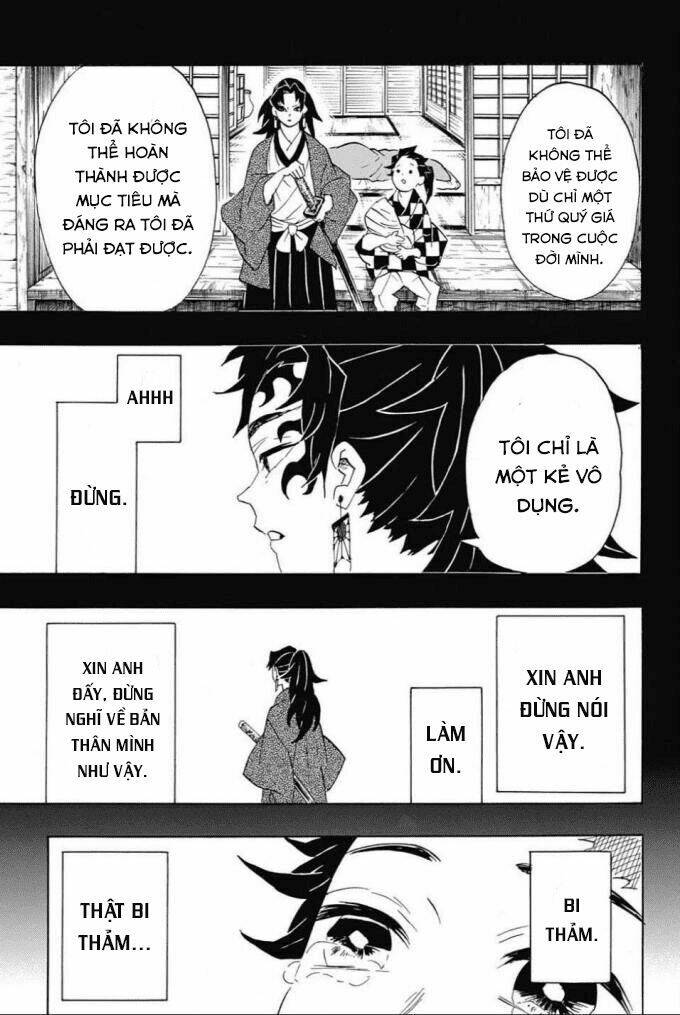 TÔI ĐÃ
KHÔNG THỂ
BẢO VỆ ĐƯỢC
DÙ CHỈ MỘT
THỨ QUÝ GIÁ
TRONG CUỘC
ĐỜI MÌNH.
TÔI ĐÃ KHÔNG
THỂ HOÀN
THÀNH ĐƯỢC
MỤC TIÊU MÀ
ĐÁNG RA TÔI ĐÃ
PHẢI ĐẠT ĐƯỢC.
TÔI CHỈ LÀ
MỘT KẺ VÔ
DỤNG.
AHHH
ĐỪNG.
XIN ANH
ĐỪNG NÓI
VẬY.
LÀM
ƠN.
XIN ANH
ĐẤY, ĐỪNG
NGHĨ VỀ BẢN
THÂN MÌNH
NHƯ VẬY.
BI
THẢM.
THẬT BI
THẢM...